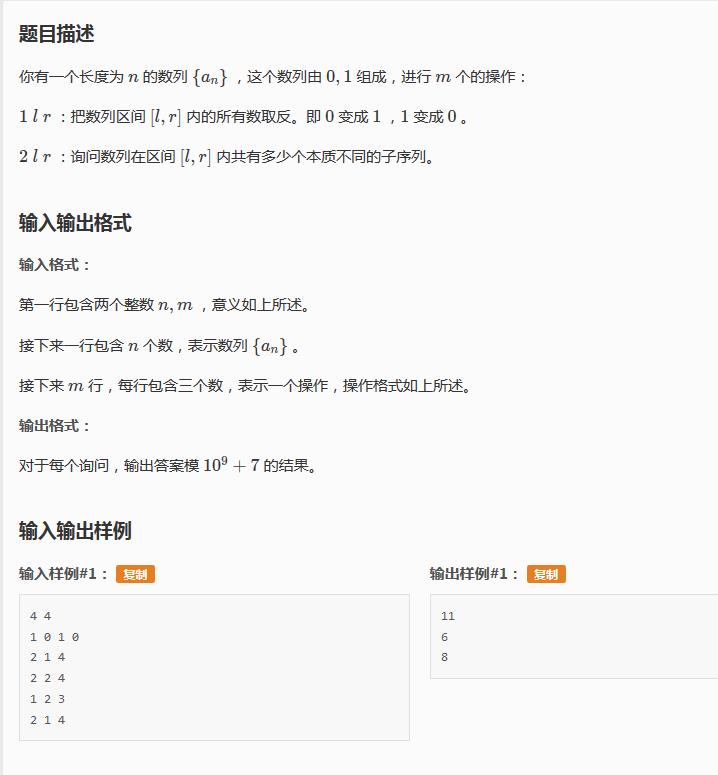 题目描述
你有一个长度为 n 的数列 {aₙ} ，这个数列由 0, 1 组成，进行 m 个的操作：
1 l r ：把数列区间 [l, r] 内的所有数取反。即 0 变成 1 ，1 变成 0 。
2 l r ：询问数列在区间 [l, r] 内共有多少个本质不同的子序列。
输入输出格式
输入格式：
第一行包含两个整数 n, m ，意义如上所述。
接下来一行包含 n 个数，表示数列 {aₙ} 。
接下来 m 行，每行包含三个数，表示一个操作，操作格式如上所述。
输出格式：
对于每个询问，输出答案模 10⁹ + 7 的结果。
输入输出样例
输入样例#1： 复制
4 4
1 0 1 0
2 1 4
2 2 4
1 2 3
2 1 4
输出样例#1： 复制
11
6
8